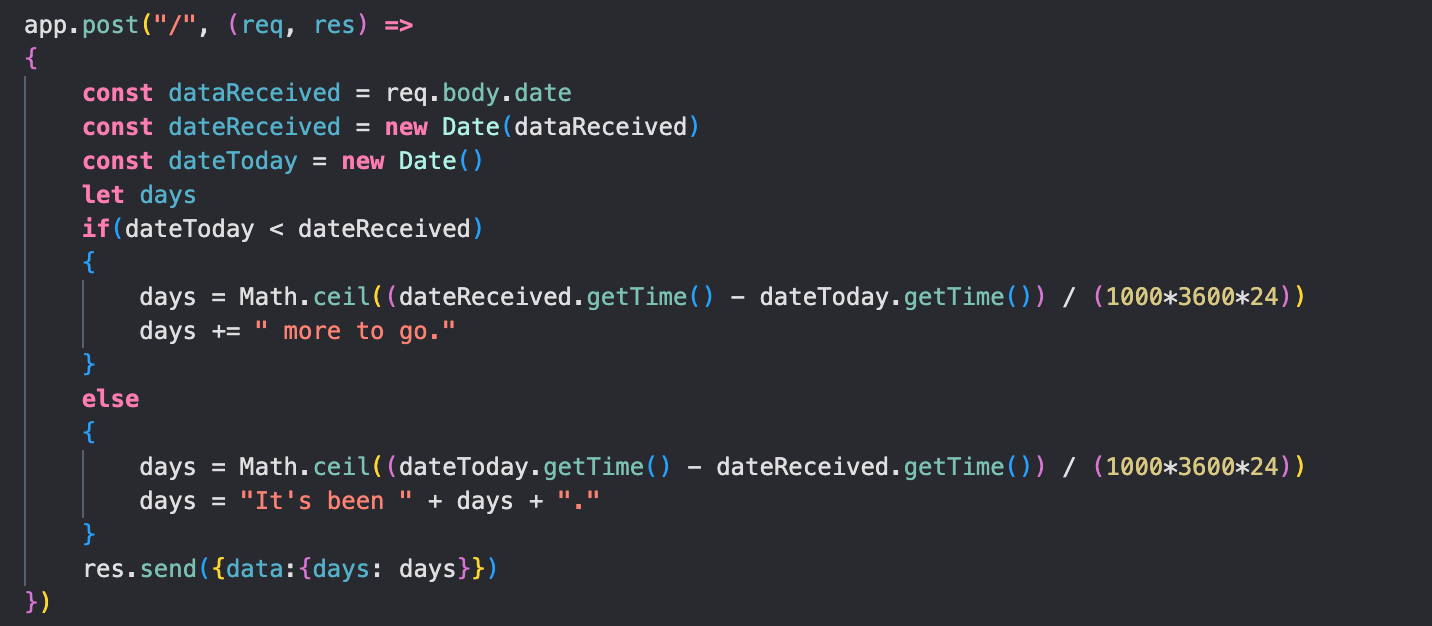 app.post("/", (req, res) =>
{
    const dataReceived = req.body.date
    const dateReceived = new Date(dataReceived)
    const dateToday = new Date()
    let days
    if(dateToday < dateReceived)
    {
        days = Math.ceil((dateReceived.getTime() - dateToday.getTime()) / (1000*3600*24))
        days += " more to go."
    }
    else
    {
        days = Math.ceil((dateToday.getTime() - dateReceived.getTime()) / (1000*3600*24))
        days = "It's been " + days + "."
    }
    res.send({data:{days: days}})
})